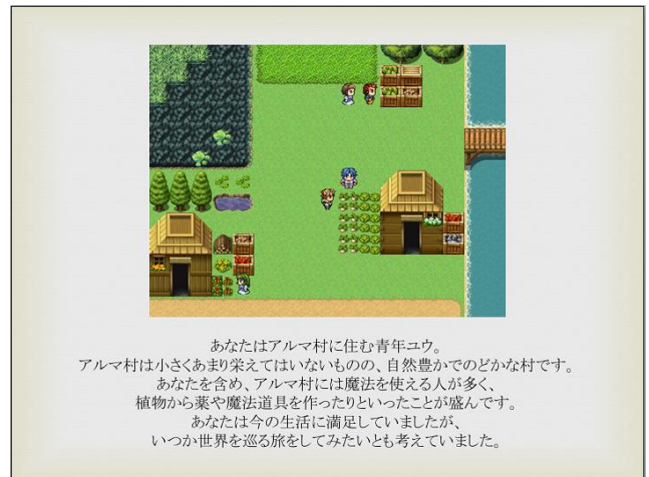 あなたはアルマ村に住む青年ユウ。
アルマ村は小さくあまり栄えてはいないものの、自然豊かでのどかな村です。
あなたを含め、アルマ村には魔法を使える人が多く、
植物から薬や魔法道具を作ったりといったことが盛んです。
あなたは今の生活に満足していましたが、
いつか世界を巡る旅をしてみたいとも考えていました。